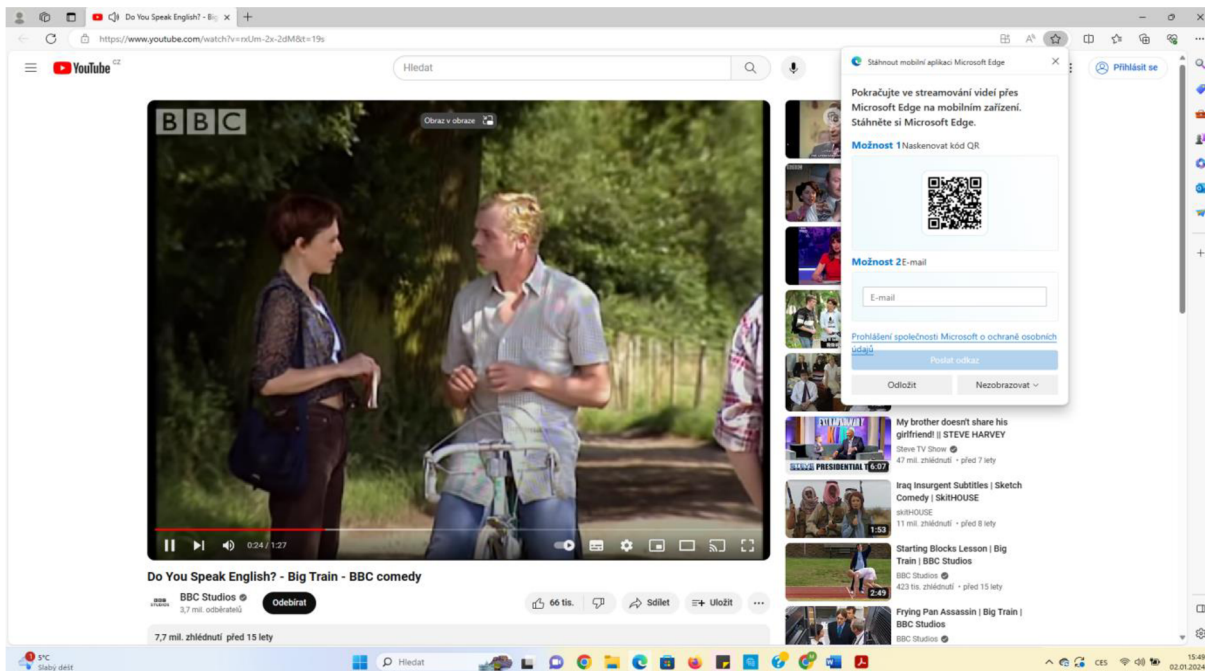 Do You Speak English? - Big
https://www.youtube.com/watch?v=rxUm-2x-2dM&t=19s
YouTube CZ
Hledat
Přihlásit se
BBC
Obraz v obraze
0:24 / 1:27
Do You Speak English? - Big Train - BBC comedy
BBC STUDIOS
BBC Studios
3,7 mil. odběratelů
Odebírat
66 tis.
Sdílet
Uložit
7,7 mil. zhlédnutí před 15 lety
Stáhnout mobilní aplikaci Microsoft Edge
Pokračujte ve streamování videí přes
Microsoft Edge na mobilním zařízení.
Stáhněte si Microsoft Edge.
Možnost 1 Naskenovat kód QR
Možnost 2 E-mail
E-mail
Prohlášení společnosti Microsoft o ochraně osobních
údajů
Poslat odkaz
Odložit
Nezobrazovat
PRESIDENTIAL
6:07
My brother doesn't share his
girlfriend! || STEVE HARVEY
Steve TV Show
47 mil. zhlédnutí • před 7 lety
1:53
Iraq Insurgent Subtitles | Sketch
Comedy | SkitHOUSE
skitHOUSE
11 mil. zhlédnutí • před 8 lety
2:49
Starting Blocks Lesson | Big
Train | BBC Studios
BBC Studios
423 tis. zhlédnutí • před 15 lety
Frying Pan Assassin | Big Train |
BBC Studios
BBC Studios
5°C
Slabý déšť
Hledat
CES
15:49
02.01.2024